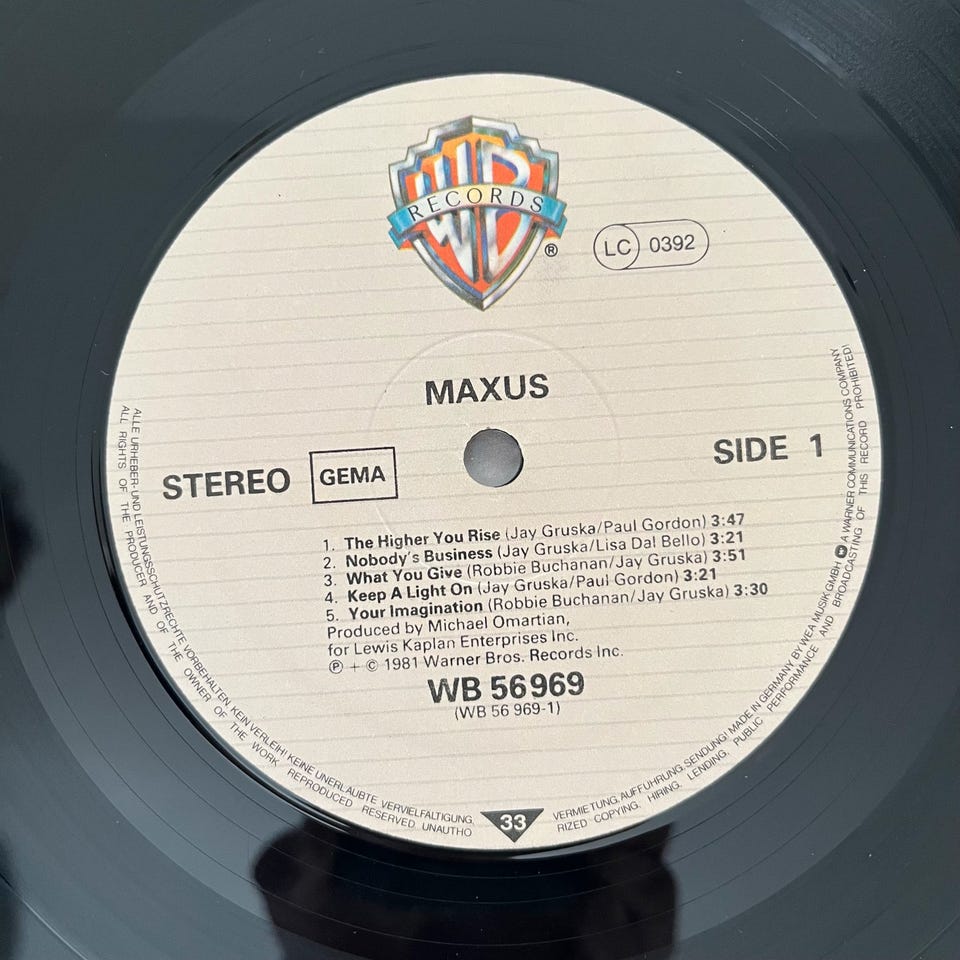 WB
RECORDS
®
LC 0392
MAXUS
STEREO GEMA
SIDE 1
1. The Higher You Rise (Jay Gruska/Paul Gordon) 3:47
2. Nobody's Business (Jay Gruska/Lisa Dal Bello) 3:21
3. What You Give (Robbie Buchanan/Jay Gruska) 3:51
4. Keep A Light On (Jay Gruska/Paul Gordon) 3:21
5. Your Imagination (Robbie Buchanan/Jay Gruska) 3:30
Produced by Michael Omartian,
for Lewis Kaplan Enterprises Inc.
℗ + © 1981 Warner Bros. Records Inc.
WB 56 969
(WB 56 969-1)
33
ALLE URHEBER- UND LEISTUNGSSCHUTZRECHTE VORBEHALTEN. KEIN VERLEIH! KEINE UNERLAUBTE VERVIELFÄLTIGUNG, VERMIETUNG, AUFFÜHRUNG, SENDUNG! MADE IN GERMANY BY WEA MUSIK GMBH A WARNER COMMUNICATIONS COMPANY
ALL RIGHTS OF THE PRODUCER AND OF THE OWNER OF THE WORK REPRODUCED RESERVED. UNAUTHO RIZED COPYING, HIRING, LENDING, PUBLIC PERFORMANCE AND BROADCASTING OF THIS RECORD PROHIBITED!